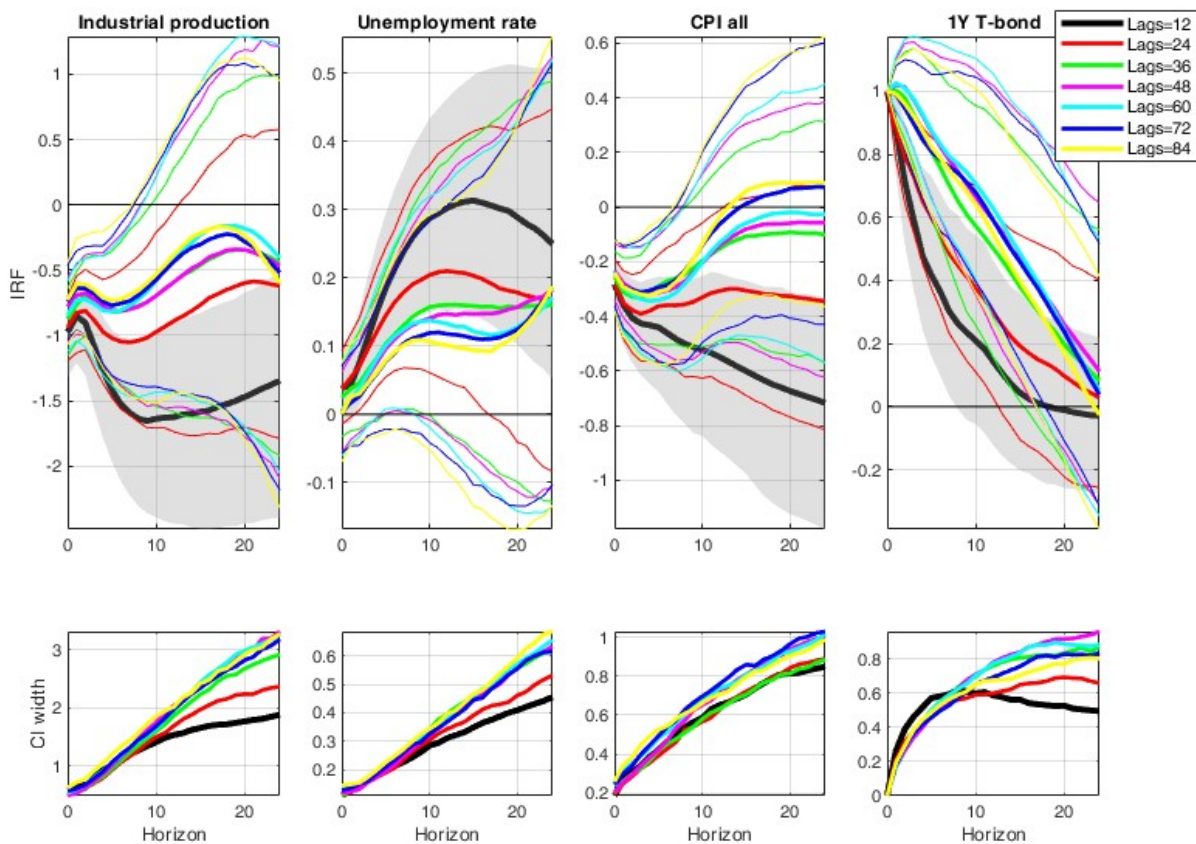 Industrial production
Unemployment rate
CPI all
1Y T-bond
Lags=12
Lags=24
Lags=36
Lags=48
Lags=60
Lags=72
Lags=84
IRF
1
0.5
0
-0.5
-1
-1.5
-2
0 10 20
0.5
0.4
0.3
0.2
0.1
0
-0.1
0 10 20
0.6
0.4
0.2
0
-0.2
-0.4
-0.6
-0.8
-1
0 10 20
1
0.8
0.6
0.4
0.2
0
-0.2
0 10 20
CI width
3
2
1
0 10 20
Horizon
0.6
0.5
0.4
0.3
0.2
0 10 20
Horizon
1
0.8
0.6
0.4
0.2
0 10 20
Horizon
1
0.8
0.6
0.4
0.2
0
0 10 20
Horizon